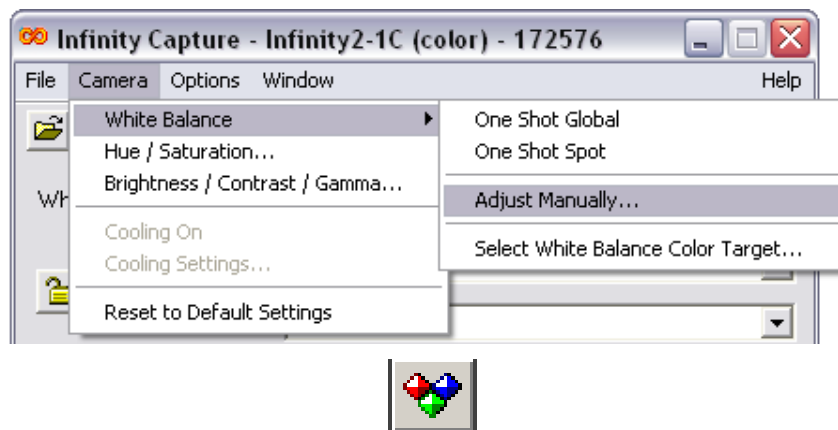 Infinity Capture - Infinity2-1C (color) - 172576
File Camera Options Window Help
White Balance
Hue / Saturation...
Brightness / Contrast / Gamma...
Cooling On
Cooling Settings...
Reset to Default Settings
One Shot Global
One Shot Spot
Adjust Manually...
Select White Balance Color Target...
Wh